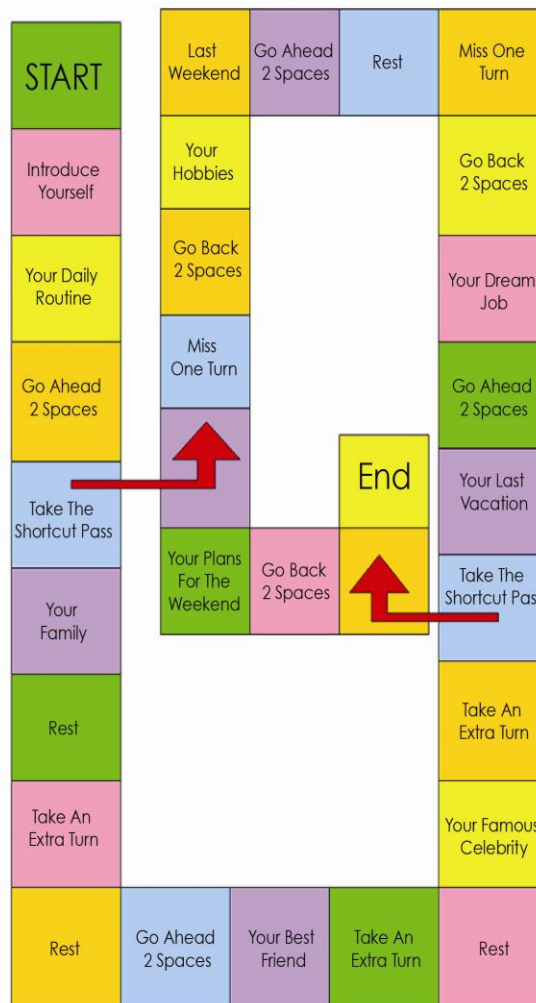 START
Introduce
Yourself
Your Daily
Routine
Go Ahead
2 Spaces
Take The
Shortcut Pass
Your
Family
Rest
Take An
Extra Turn
Rest
Go Ahead
2 Spaces
Your Best
Friend
Take An
Extra Turn
Rest
Your Famous
Celebrity
Take An
Extra Turn
Take The
Shortcut Pass
Your Last
Vacation
Go Ahead
2 Spaces
Your Dream
Job
Go Back
2 Spaces
Miss One
Turn
Rest
Go Ahead
2 Spaces
Last
Weekend
Your
Hobbies
Go Back
2 Spaces
Miss
One Turn
Your Plans
For The
Weekend
Go Back
2 Spaces
End